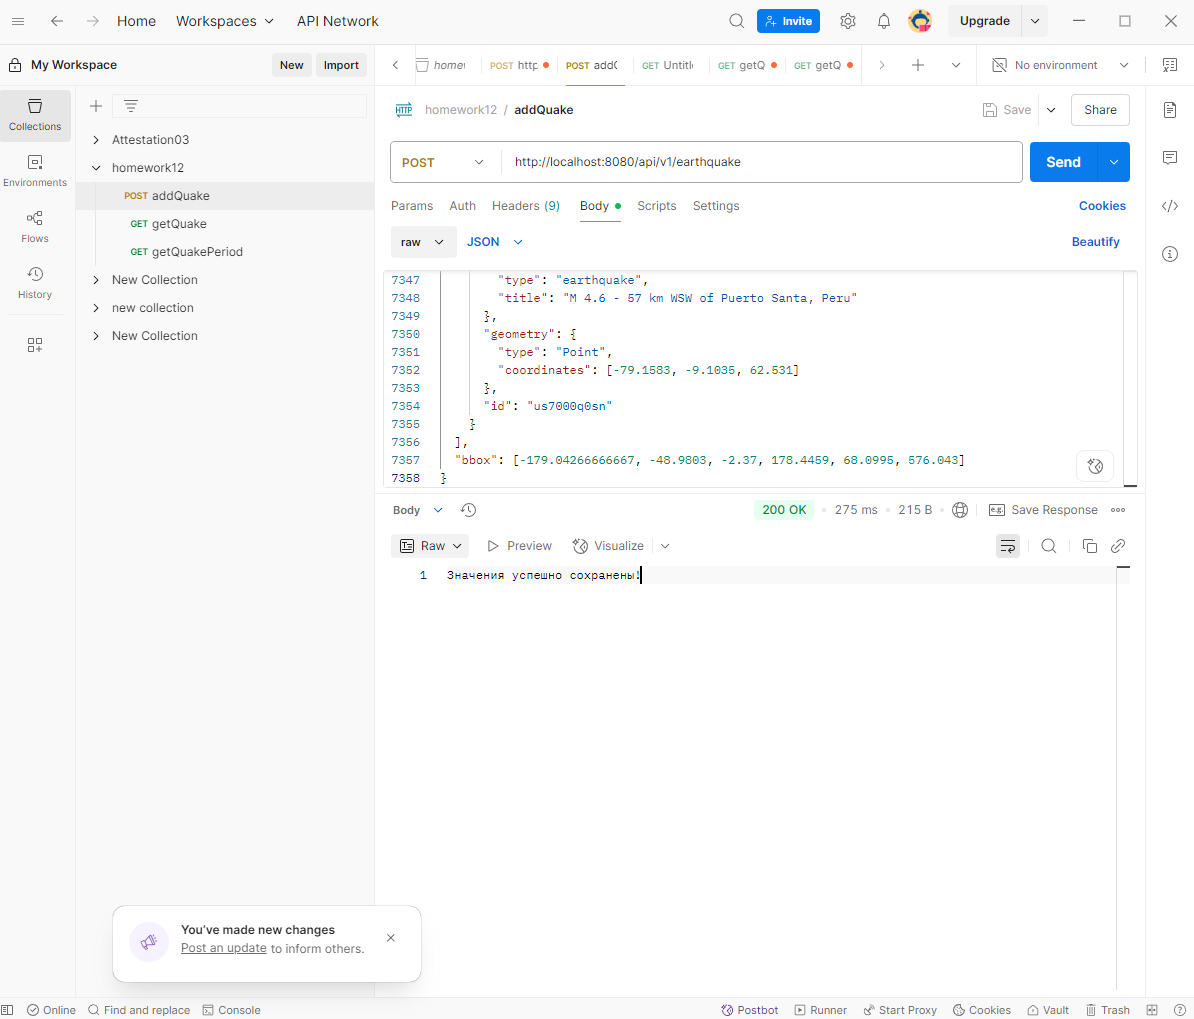 Home Workspaces API Network Invite Upgrade
My Workspace New Import
homew POST http POST addQ GET Untitle GET getQ GET getQ No environment
Collections
Environments
Flows
History
Attestation03
homework12
POST addQuake
GET getQuake
GET getQuakePeriod
New Collection
new collection
New Collection
HTTP homework12 / addQuake Save Share
POST http://localhost:8080/api/v1/earthquake Send
Params Auth Headers (9) Body Scripts Settings Cookies
raw JSON Beautify
7347 "type": "earthquake",
7348 "title": "M 4.6 - 57 km WSW of Puerto Santa, Peru"
7349 },
7350 "geometry": {
7351 "type": "Point",
7352 "coordinates": [-79.1583, -9.1035, 62.531]
7353 },
7354 "id": "us7000q0sn"
7355 }
7356 ],
7357 "bbox": [-179.04266666667, -48.9803, -2.37, 178.4459, 68.0995, 576.043]
7358 }
Body 200 OK 275 ms 215 B e.g. Save Response
Raw Preview Visualize
1 Значения успешно сохранены!
You've made new changes
Post an update to inform others.
Online Find and replace Console Postbot Runner Start Proxy Cookies Vault Trash